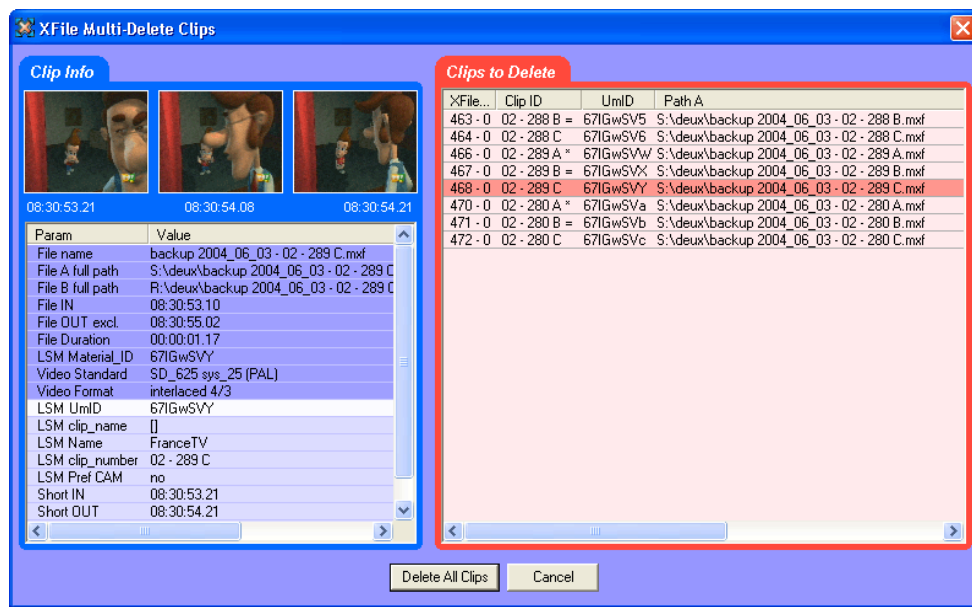 XFile Multi-Delete Clips
Clip Info
08:30:53.21 08:30:54.08 08:30:54.21
Param Value
File name backup 2004_06_03 - 02 - 289 C.mxf
File A full path S:\deux\backup 2004_06_03 - 02 - 289 C
File B full path R:\deux\backup 2004_06_03 - 02 - 289 C
File IN 08:30:53.10
File OUT excl. 08:30:55.02
File Duration 00:00:01.17
LSM Material_ID 67IGwSVY
Video Standard SD_625 sys_25 (PAL)
Video Format interlaced 4/3
LSM UmID 67IGwSVY
LSM clip_name []
LSM Name FranceTV
LSM clip_number 02 - 289 C
LSM Pref CAM no
Short IN 08:30:53.21
Short OUT 08:30:54.21
Clips to Delete
XFile... Clip ID UmID Path A
463 - 0 02 - 288 B = 67IGwSV5 S:\deux\backup 2004_06_03 - 02 - 288 B.mxf
464 - 0 02 - 288 C 67IGwSV6 S:\deux\backup 2004_06_03 - 02 - 288 C.mxf
466 - 0 02 - 289 A * 67IGwSVW S:\deux\backup 2004_06_03 - 02 - 289 A.mxf
467 - 0 02 - 289 B = 67IGwSVX S:\deux\backup 2004_06_03 - 02 - 289 B.mxf
468 - 0 02 - 289 C 67IGwSVY S:\deux\backup 2004_06_03 - 02 - 289 C.mxf
470 - 0 02 - 280 A * 67IGwSVa S:\deux\backup 2004_06_03 - 02 - 280 A.mxf
471 - 0 02 - 280 B = 67IGwSVb S:\deux\backup 2004_06_03 - 02 - 280 B.mxf
472 - 0 02 - 280 C 67IGwSVc S:\deux\backup 2004_06_03 - 02 - 280 C.mxf
Delete All Clips Cancel